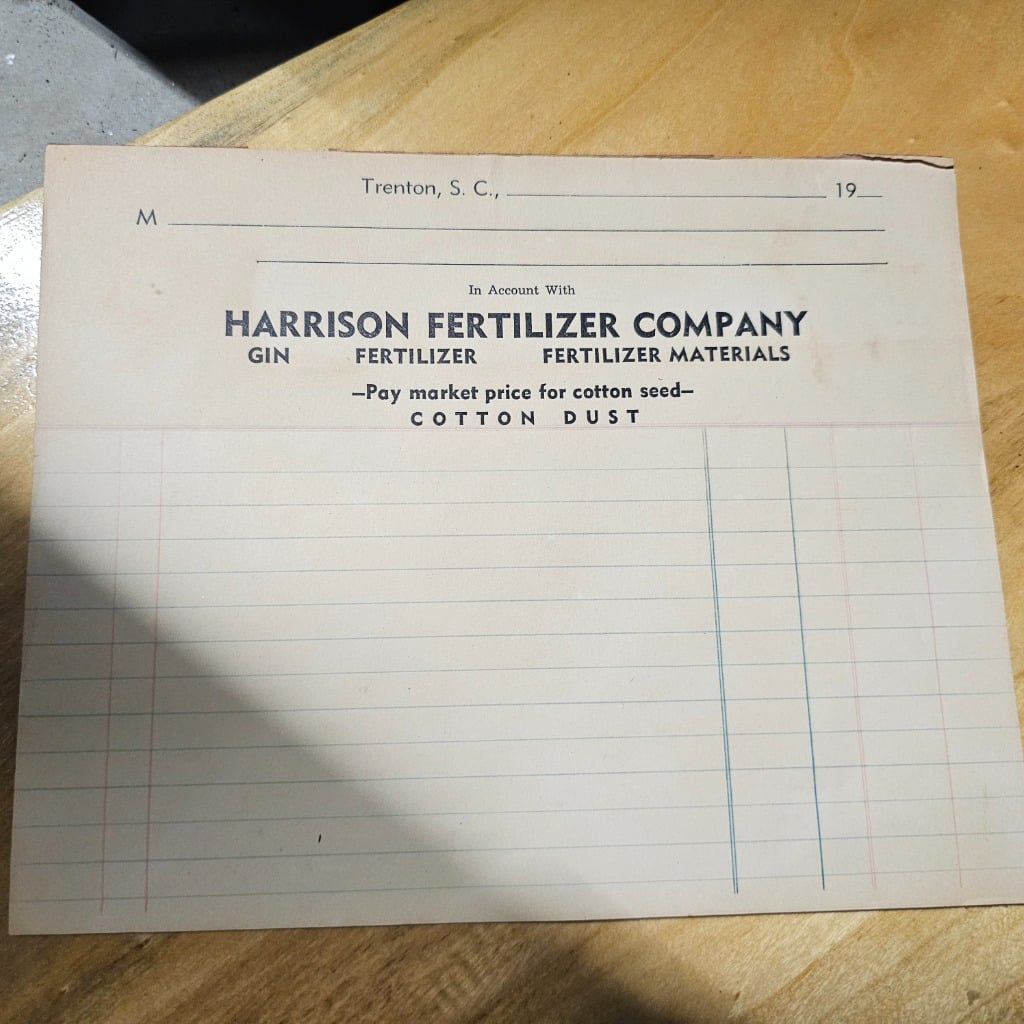 Trenton, S. C., 19
M
In Account With
HARRISON FERTILIZER COMPANY
GIN FERTILIZER FERTILIZER MATERIALS
—Pay market price for cotton seed—
COTTON DUST